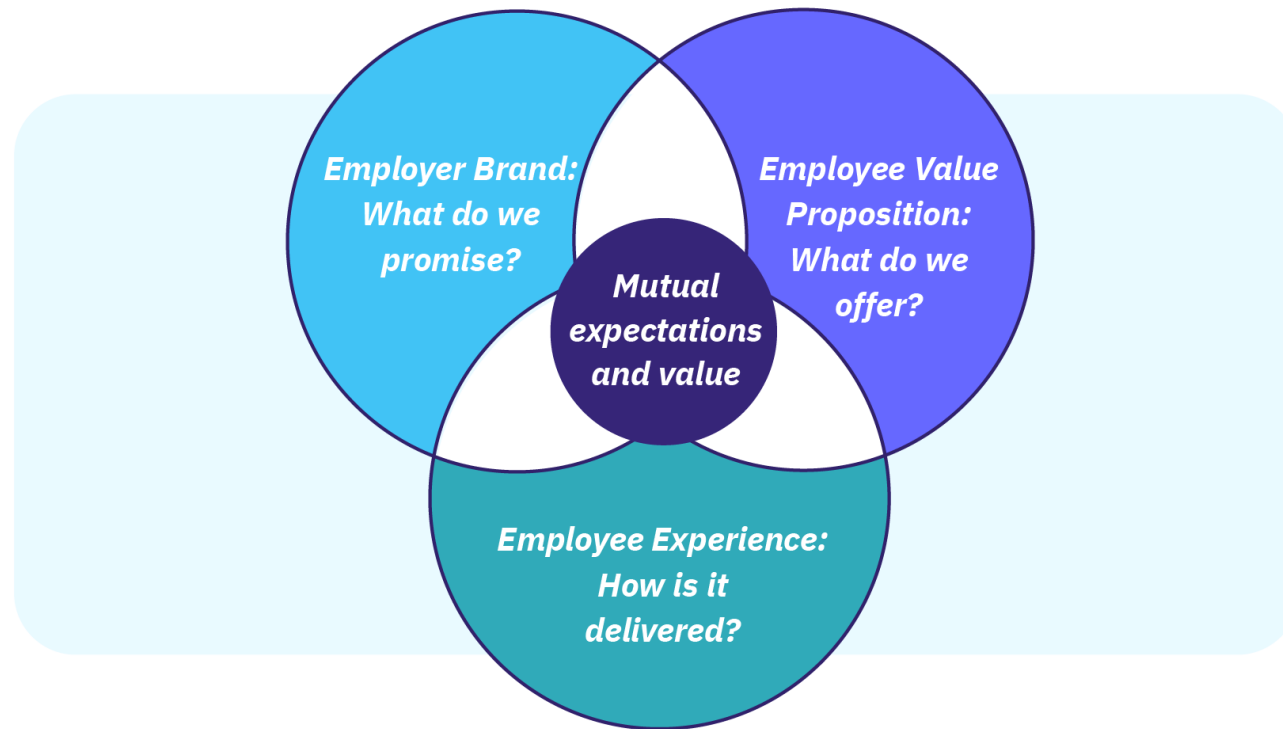 Employer Brand:
What do we
promise?
Employee Value
Proposition:
What do we
offer?
Mutual
expectations
and value
Employee Experience:
How is it
delivered?